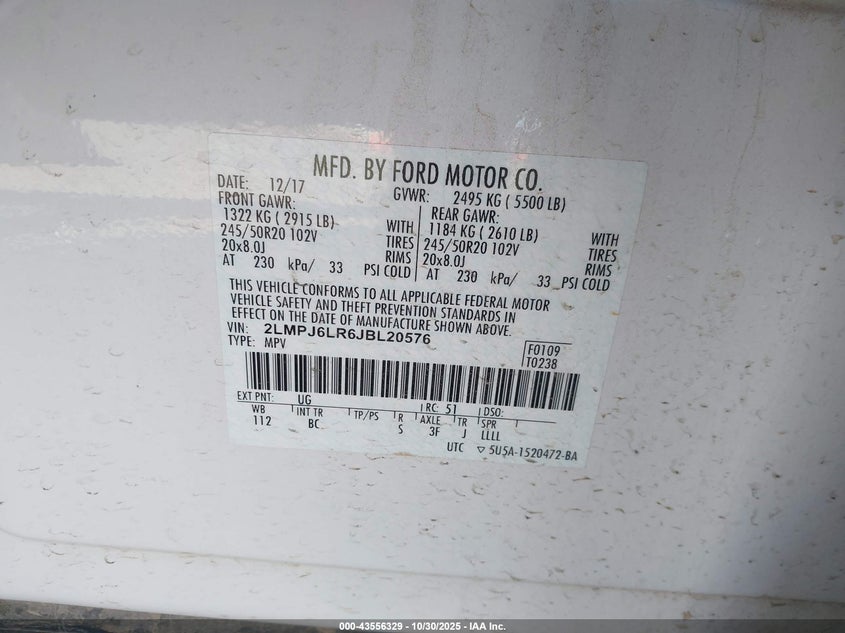 MFD. BY FORD MOTOR CO.
DATE: 12/17 GVWR: 2495 KG ( 5500 LB)
FRONT GAWR: REAR GAWR:
1322 KG ( 2915 LB) WITH 1184 KG ( 2610 LB) WITH
245/50R20 102V TIRES 245/50R20 102V TIRES
20x8.0J RIMS 20x8.0J RIMS
AT 230 kPa/ 33 PSI COLD AT 230 kPa/ 33 PSI COLD
THIS VEHICLE CONFORMS TO ALL APPLICABLE FEDERAL MOTOR
VEHICLE SAFETY AND THEFT PREVENTION STANDARDS IN
EFFECT ON THE DATE OF MANUFACTURE SHOWN ABOVE.
VIN: 2LMPJ6LR6JBL20576
TYPE: MPV
F0109
T0238
EXT PNT: UG RC: 51 DSO:
WB INT TR TP/PS R AXLE TR SPR
112 BC S 3F J LLLL
UTC ▽ 5U5A-1520472-BA
000-43556329 - 10/30/2025 - IAA Inc.